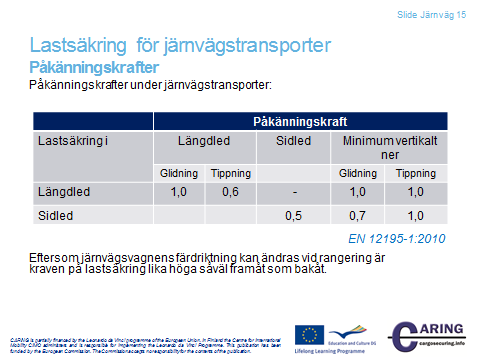 Slide Järnväg 15
Lastsäkring för järnvägstransporter
Påkänningskrafter
Påkänningskrafter under järnvägstransporter:
Påkänningskraft
Lastsäkring i Längdled Sidled Minimum vertikalt
ner
Glidning Tippning Glidning Tippning
Längdled 1,0 0,6 - 1,0 1,0
Sidled 0,5 0,7 1,0
EN 12195-1:2010
Eftersom järnvägsvagnens färdriktning kan ändras vid rangering är
kraven på lastsäkring lika höga såväl framåt som bakåt.
CARING is partially financed by the Leonardo da Vinci programme of the European Union. In Finland the Centre for International
Mobility CIMO administers and is responsible for implementing the Leonardo da Vinci Programme. This publication has been
funded by the European Commission. The Commission accepts no responsibility for the contents of the publication.
Education and Culture DG
Lifelong Learning Programme
CARING
cargosecuring.info